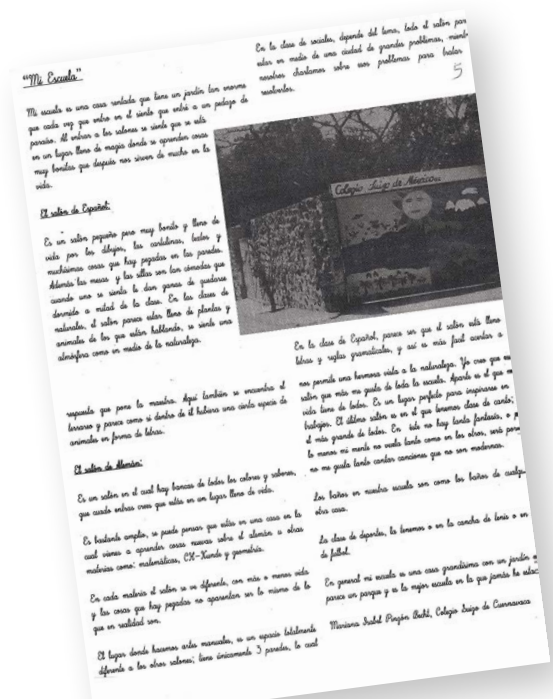 "Mi Escuela"
Mi escuela es una casa rentada que tiene un jardín tan enorme
que cada vez que entro en él siento que entré a un pedazo de
paraíso. Al entrar a los salones se siente que se está
en un lugar lleno de magia donde se aprenden cosas
muy bonitas que después nos sirven de mucho en la
vida.
El salón de Español:
Es un salón pequeño pero muy bonito y lleno de
vida por los dibujos, las cartulinas, textos y
muchísimas cosas que hay pegadas en las paredes.
Además las mesas y las sillas son tan cómodas que
cuando uno se sienta le dan ganas de quedarse
dormido a mitad de la clase. En las clases de
naturales, el salón parece estar lleno de plantas y
animales de los que estén hablando, se siente una
atmósfera como en medio de la naturaleza.
En la clase de sociales, depende del tema, todo el salón
estar en medio de una ciudad de grandes problemas,
nosotros charlamos sobre esos problemas para tratar
resolverlos.
5
Colegio Suizo de México
En la clase de Español, parece ser que el salón está lleno
letras y reglas gramaticales, y así es más fácil acertar a
respuesta que pone la maestra. Aquí también se encuentra el
terrario y parece como si dentro de él hubiera una cierta especie de
animales en forma de letras.
El salón de Alemán:
Es un salón en el cual hay bancas de todos los colores y sabores,
que cuado entras crees que estás en un lugar lleno de vida.
Es bastante amplio, se puede pensar que estás en una casa en la
cual vienes a aprender cosas nuevas sobre el alemán u otras
materias como: matemáticas, CH-Kunde y geometría.
En cada materia el salón se ve diferente, con más o menos vida
y las cosas que hay pegadas no aparentan ser lo mismo de lo
que en realidad son.
El lugar donde hacemos artes manuales, es un espacio totalmente
diferente a los otros salones; tiene únicamente 3 paredes, lo cual
nos permite una hermosa vista a la naturaleza. Yo creo que
salón que más me gusta de toda la escuela. Aparte es el que
vida tiene de todos. Es un lugar perfecto para inspirarse en
trabajos. El último salón es en el que tenemos clase de canto;
el más grande de todos. En éste no hay tanta fantasía, o
lo menos mi mente no vuela tanto como en los otros, será
no me gusta tanto cantar canciones que no son modernas.
Los baños en nuestra escuela son como los baños de
otra casa.
La clase de deportes, la tenemos o en la cancha de tenis o en
de futbol.
En general mi escuela es una casa grandísima con un jardín
parece un parque y es la mejor escuela en la que jamás he
Mariana Isabel Pinzón Becht, Colegio Suizo de Cuernavaca